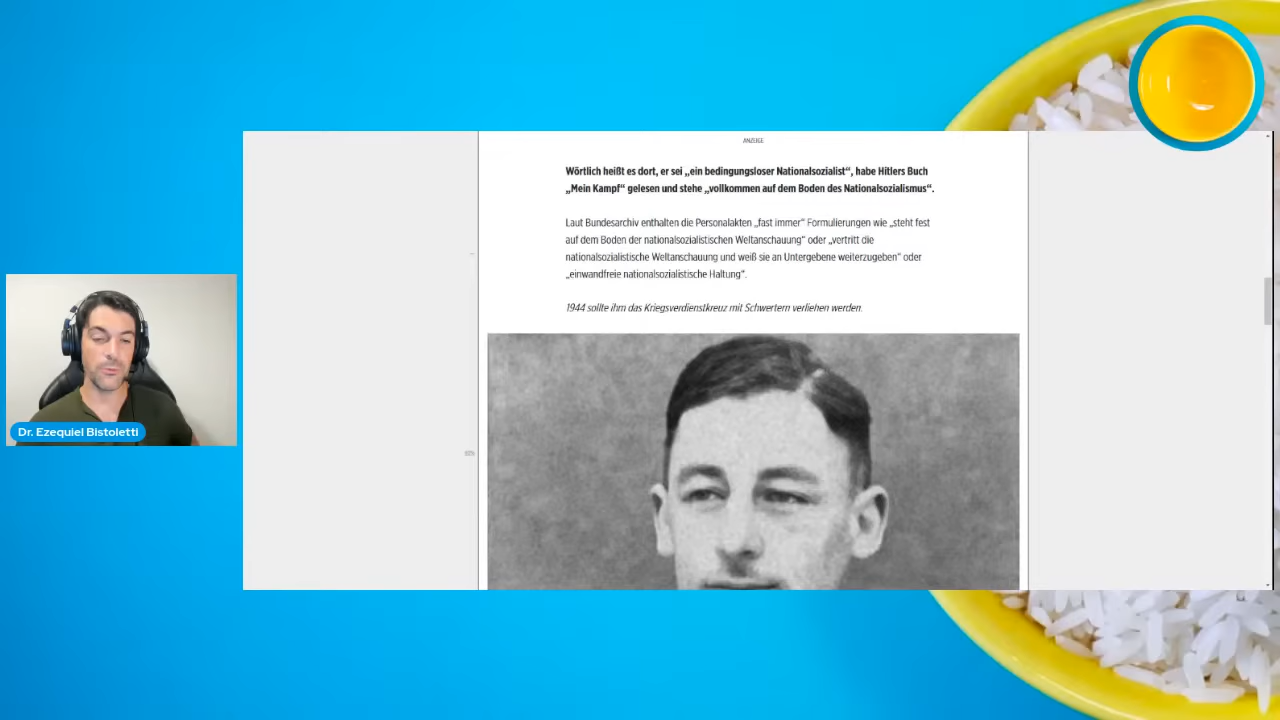 ANZEIGE
Wörtlich heißt es dort, er sei „ein bedingungsloser Nationalsozialist“, habe Hitlers Buch
„Mein Kampf“ gelesen und stehe „vollkommen auf dem Boden des Nationalsozialismus“.
Laut Bundesarchiv enthalten die Personalakten „fast immer“ Formulierungen wie „steht fest
auf dem Boden der nationalsozialistischen Weltanschauung“ oder „vertritt die
nationalsozialistische Weltanschauung und weiß sie an Untergebene weiterzugeben“ oder
„einwandfreie nationalsozialistische Haltung“.
1944 sollte ihm das Kriegsverdienstkreuz mit Schwertern verliehen werden.
Dr. Ezequiel Bistoletti